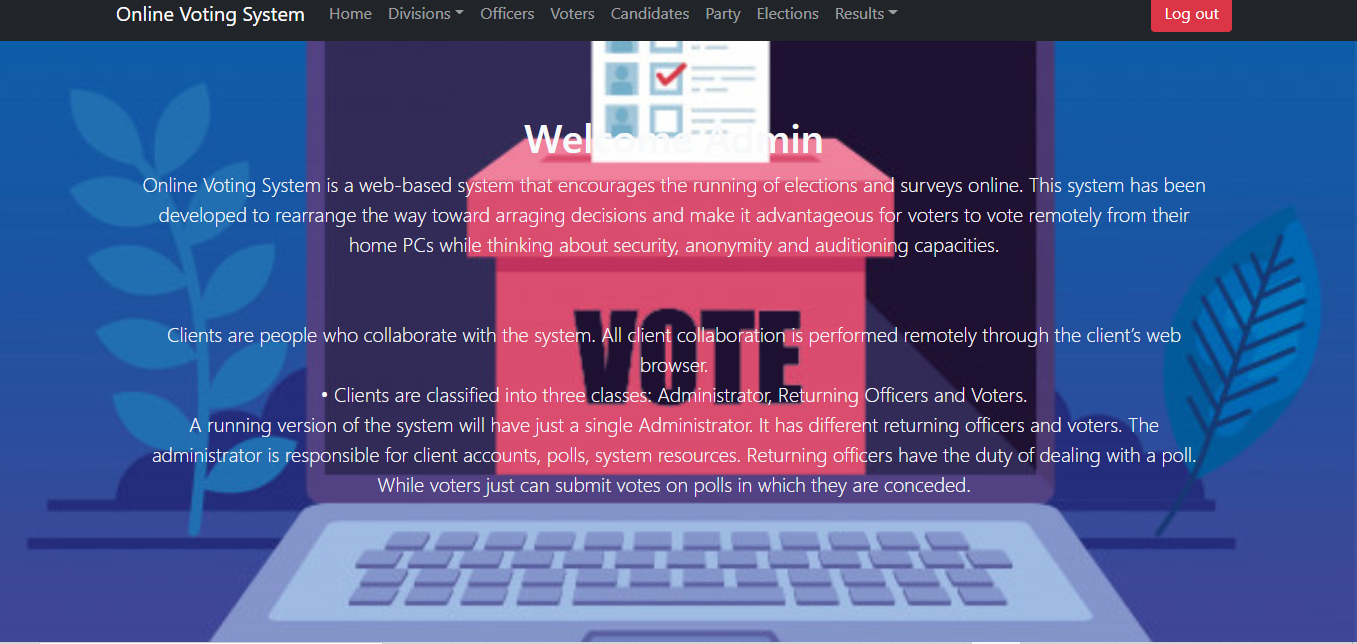 Online Voting System Home Divisions Officers Voters Candidates Party Elections Results Log out
Welcome Admin
Online Voting System is a web-based system that encourages the running of elections and surveys online. This system has been
developed to rearrange the way toward arraging decisions and make it advantageous for voters to vote remotely from their
home PCs while thinking about security, anonymity and auditioning capacities.
Clients are people who collaborate with the system. All client collaboration is performed remotely through the client's web
browser.
VOTE
• Clients are classified into three classes: Administrator, Returning Officers and Voters.
A running version of the system will have just a single Administrator. It has different returning officers and voters. The
administrator is responsible for client accounts, polls, system resources. Returning officers have the duty of dealing with a poll.
While voters just can submit votes on polls in which they are conceded.